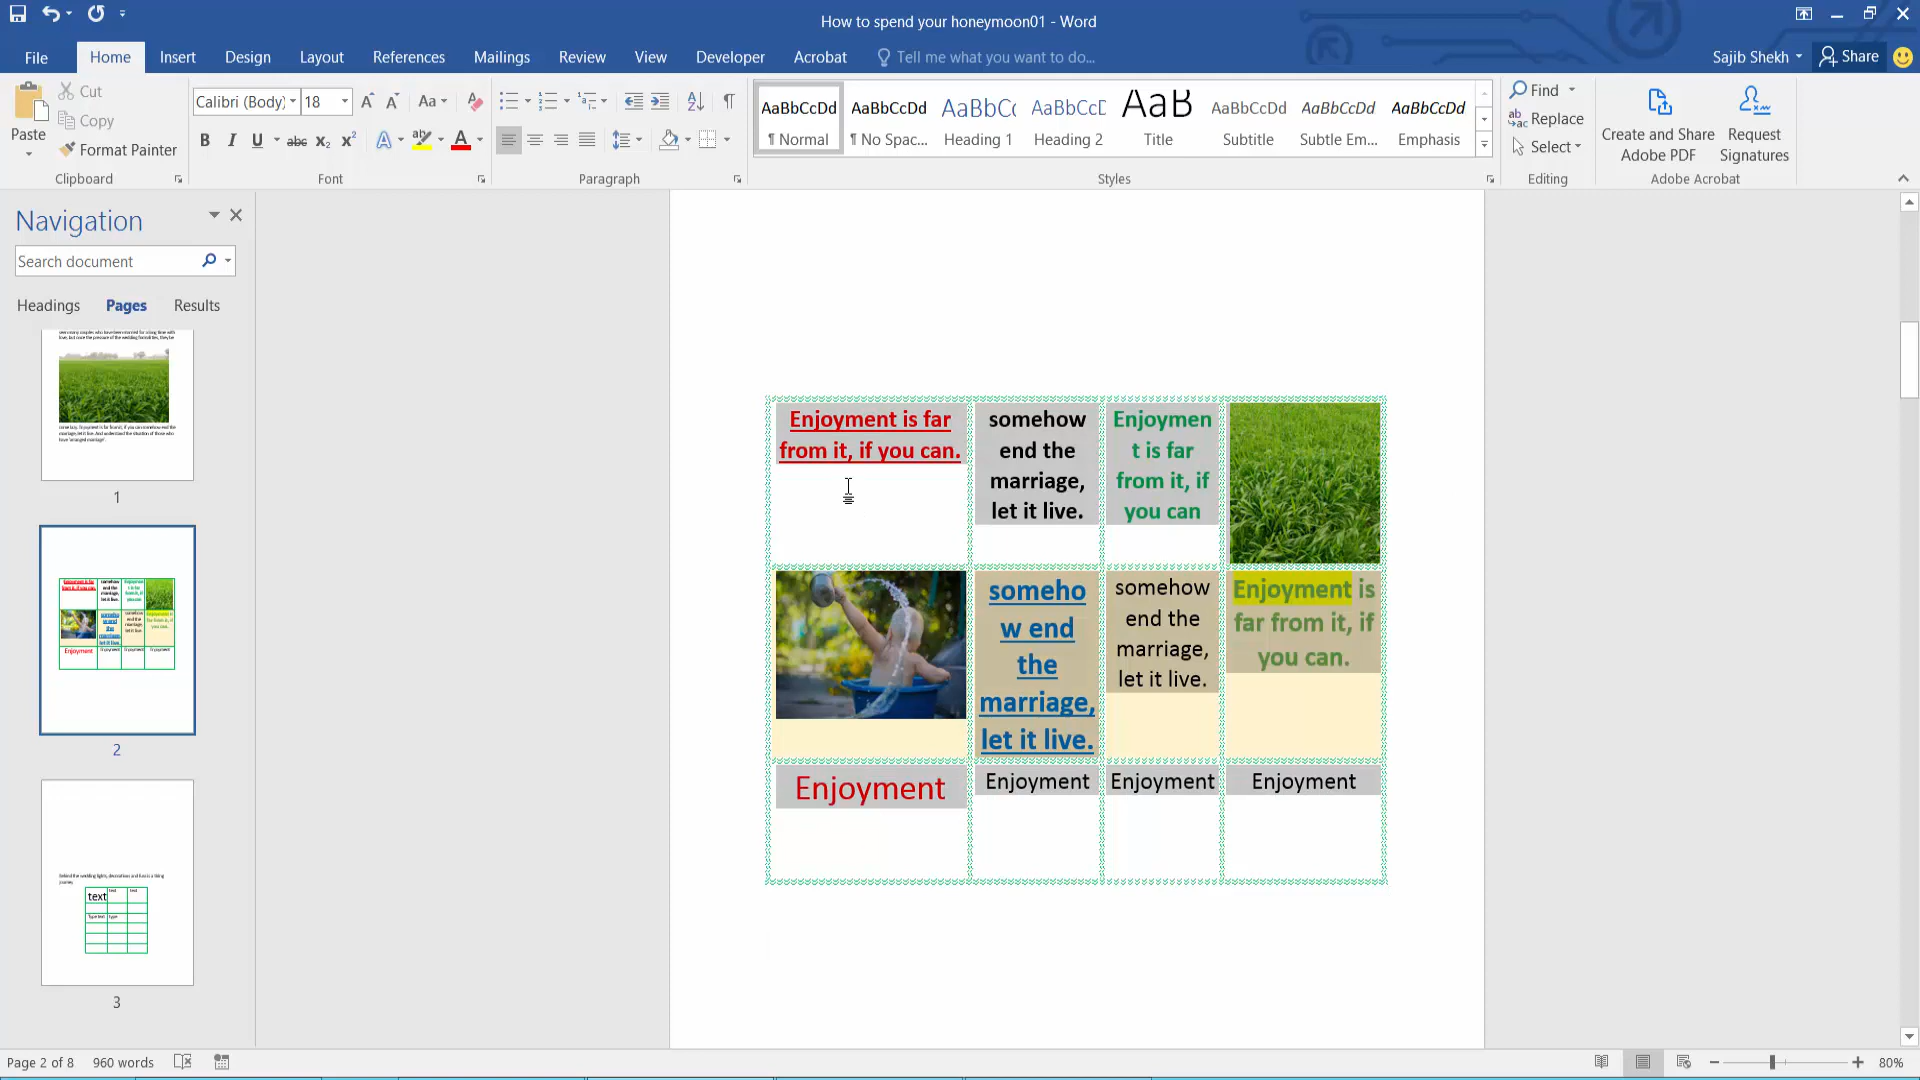 How to spend your honeymoon01 - Word
File Home Insert Design Layout References Mailings Review View Developer Acrobat Tell me what you want to do... Sajib Shekh Share
Paste
Cut
Copy
Format Painter
Clipboard
Calibri (Body) 18
Font
Paragraph
AaBbCcDd AaBbCcDd AaBbC AaBbCcD AaB AaBbCcDd AaBbCcDd AaBbCcDd
¶ Normal ¶ No Spac... Heading 1 Heading 2 Title Subtitle Subtle Em... Emphasis
Styles
Find
Replace
Select
Editing
Create and Share
Adobe PDF
Request
Signatures
Adobe Acrobat
Navigation
Search document
Headings Pages Results
1
2
text text text
Type text type
3
Enjoyment is far
from it, if you can.
somehow
end the
marriage,
let it live.
Enjoymen
t is far
from it, if
you can
someho
w end
the
marriage,
let it live.
somehow
end the
marriage,
let it live.
Enjoyment is
far from it, if
you can.
Enjoyment Enjoyment Enjoyment Enjoyment
Page 2 of 8 960 words 80%